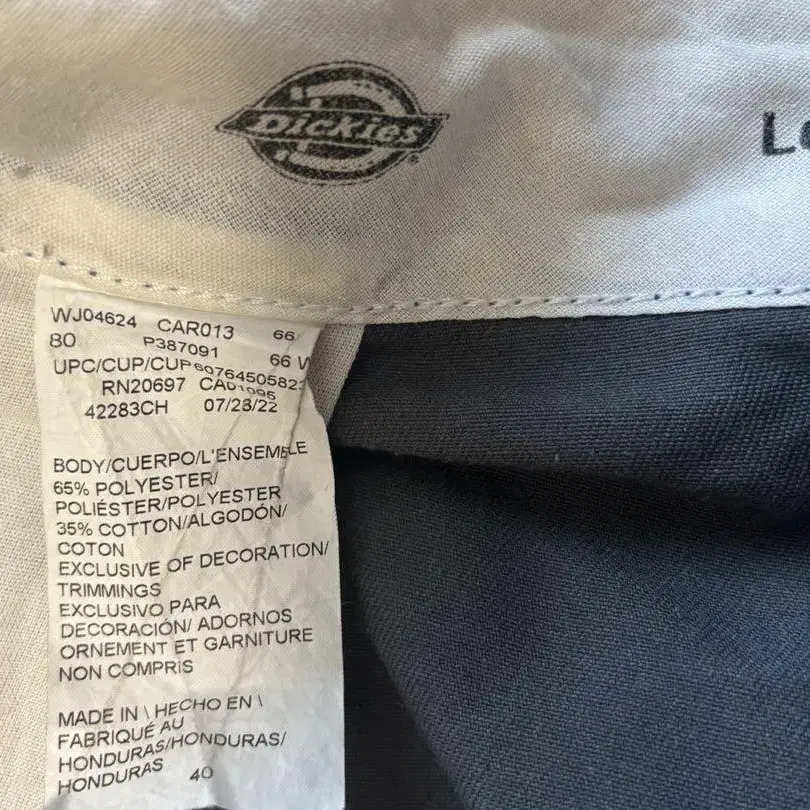 Dickies
WJ04624 CAR013 66
80 P387091
UPC/CUP/CUP 66
RN20697 CA01095
42283CH 07/23/22
BODY/CUERPO/L'ENSEMBLE
65% POLYESTER/
POLIÉSTER/POLYESTER
35% COTTON/ALGODÓN/
COTON
EXCLUSIVE OF DECORATION/
TRIMMINGS
EXCLUSIVO PARA
DECORACIÓN/ ADORNOS
ORNEMENT ET GARNITURE
NON COMPRIS
MADE IN \ HECHO EN \
FABRIQUÉ AU
HONDURAS/HONDURAS/
HONDURAS 40